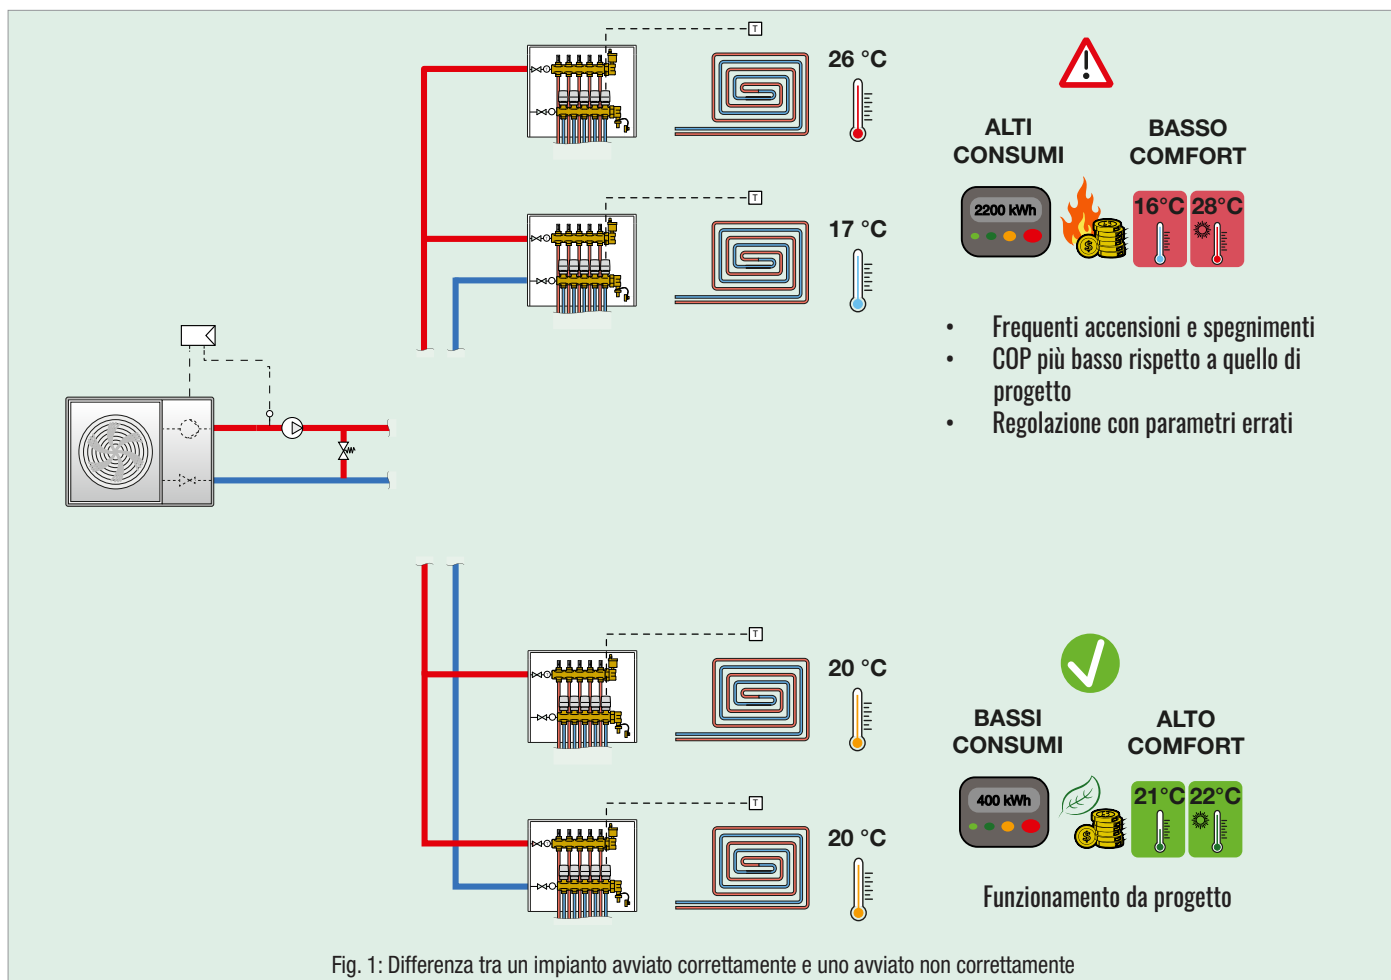 T
26 °C
ALTI
CONSUMI
BASSO
COMFORT
2200 kWh
$
16°C
28°C
T
17 °C
• Frequenti accensioni e spegnimenti
• COP più basso rispetto a quello di
progetto
• Regolazione con parametri errati
T
20 °C
BASSI
CONSUMI
ALTO
COMFORT
400 kWh
$
21°C
22°C
T
20 °C
Funzionamento da progetto
Fig. 1: Differenza tra un impianto avviato correttamente e uno avviato non correttamente